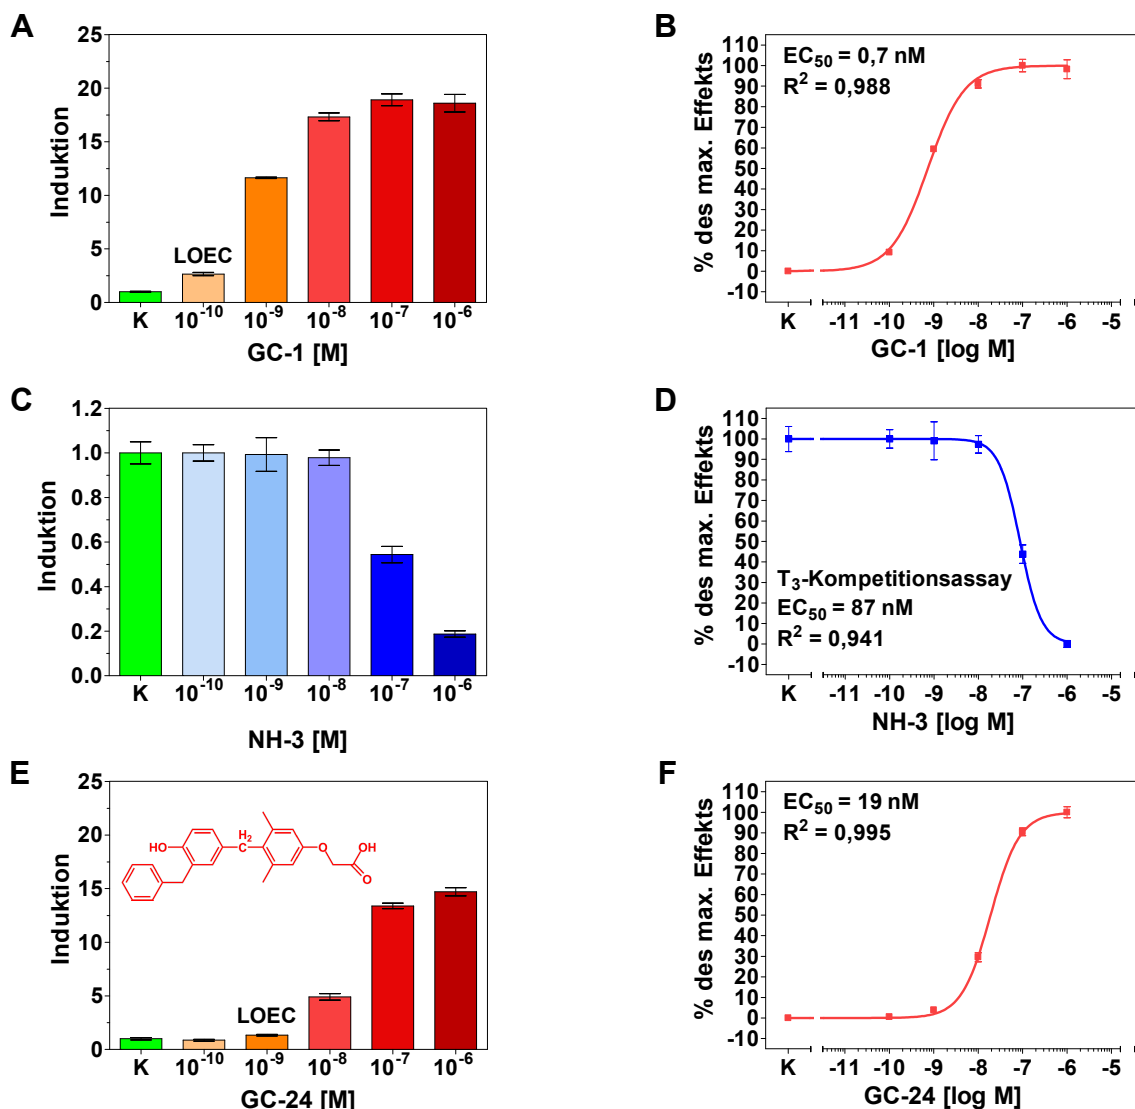 A
25
20
15
10
5
0
Induktion
LOEC
K 10⁻¹⁰ 10⁻⁹ 10⁻⁸ 10⁻⁷ 10⁻⁶
GC-1 [M]
B
110
100
90
80
70
60
50
40
30
20
10
0
-10
% des max. Effekts
EC₅₀ = 0,7 nM
R² = 0,988
K -11 -10 -9 -8 -7 -6 -5
GC-1 [log M]
C
1.2
1.0
0.8
0.6
0.4
0.2
0.0
Induktion
K 10⁻¹⁰ 10⁻⁹ 10⁻⁸ 10⁻⁷ 10⁻⁶
NH-3 [M]
D
110
100
90
80
70
60
50
40
30
20
10
0
-10
% des max. Effekts
T₃-Kompetitionsassay
EC₅₀ = 87 nM
R² = 0,941
K -11 -10 -9 -8 -7 -6 -5
NH-3 [log M]
E
25
20
15
10
5
0
Induktion
HO
H₂
C
O
OH
O
LOEC
K 10⁻¹⁰ 10⁻⁹ 10⁻⁸ 10⁻⁷ 10⁻⁶
GC-24 [M]
F
110
100
90
80
70
60
50
40
30
20
10
0
-10
% des max. Effekts
EC₅₀ = 19 nM
R² = 0,995
K -11 -10 -9 -8 -7 -6 -5
GC-24 [log M]